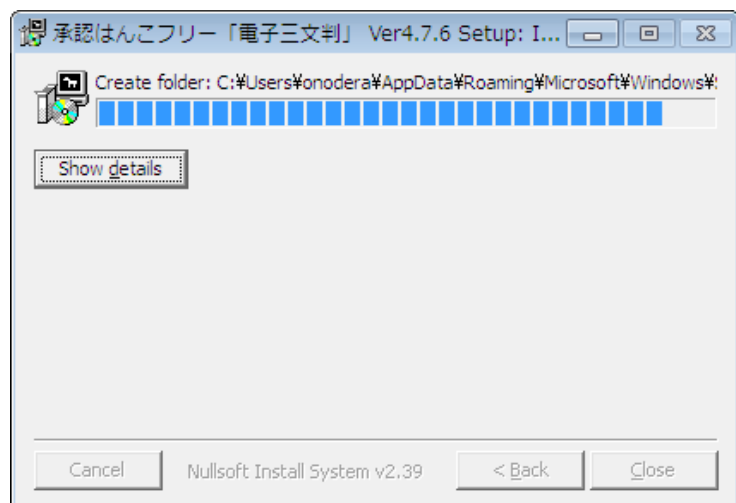 承認はんこフリー「電子三文判」 Ver4.7.6 Setup: I...
Create folder: C:¥Users¥onodera¥AppData¥Roaming¥Microsoft¥Windows¥
Show details
Cancel
Nullsoft Install System v2.39
< Back
Close